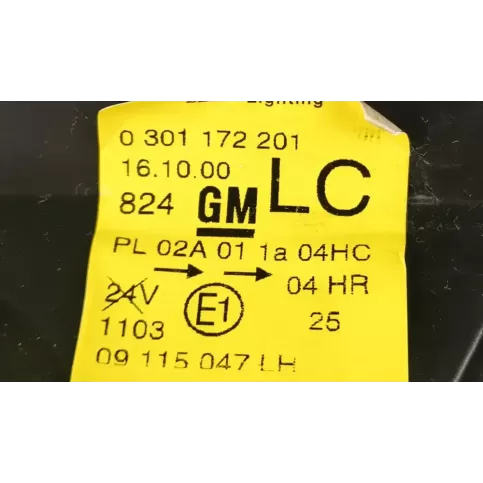 Lighting
0 301 172 201
16.10.00
824 GM LC
PL 02A 01 1a 04HC
04 HR
24V E1
1103 25
09 115 047 LH